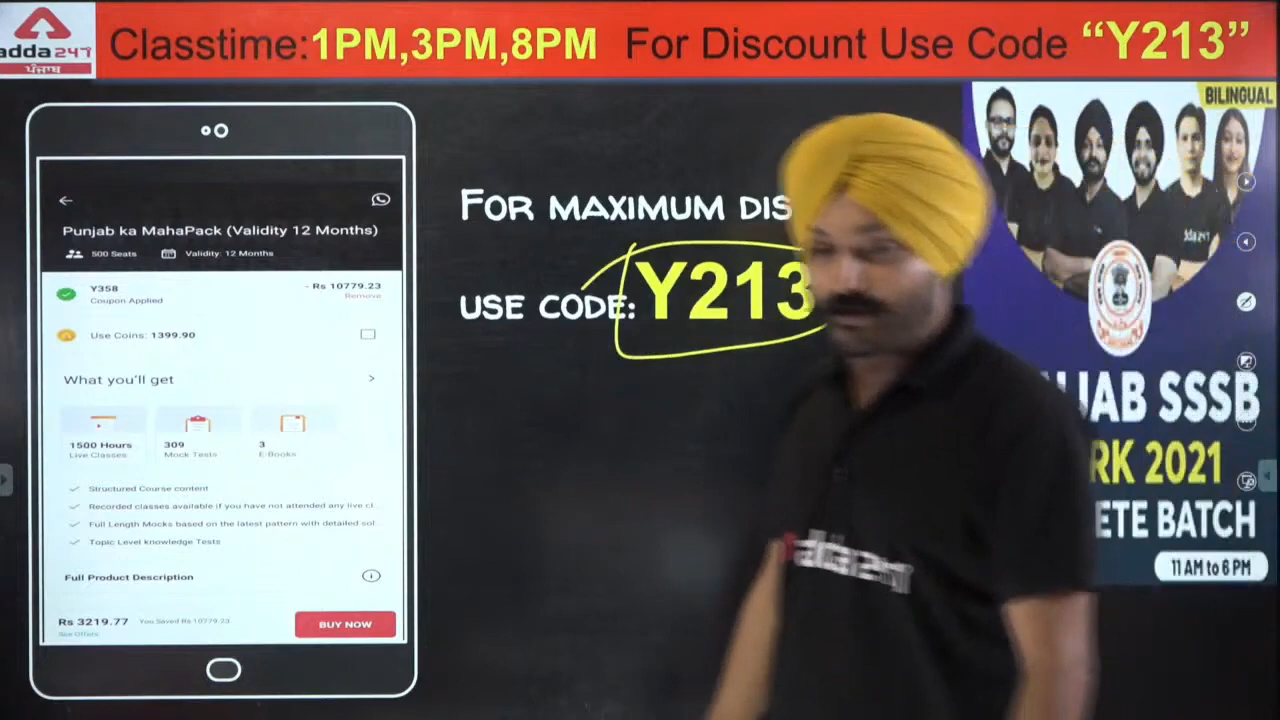 adda247
ਪੰਜਾਬ
Classtime:1PM,3PM,8PM For Discount Use Code “Y213”
Punjab ka MahaPack (Validity 12 Months)
500 Seats Validity: 12 Months
Y358 - Rs 10779.23
Coupon Applied Remove
Use Coins: 1399.90
What you'll get
1500 Hours 309 3
Live Classes Mock Tests E-Books
Structured Course content
Recorded classes available if you have not attended any live cl...
Full Length Mocks based on the latest pattern with detailed sol...
Topic Level knowledge Tests
Full Product Description
Rs 3219.77 You Saved Rs 10779.23 BUY NOW
See Offers
FOR MAXIMUM DIS
USE CODE: Y213
adda247
BILINGUAL
JAB SSSB
RK 2021
ETE BATCH
11 AM to 6 PM